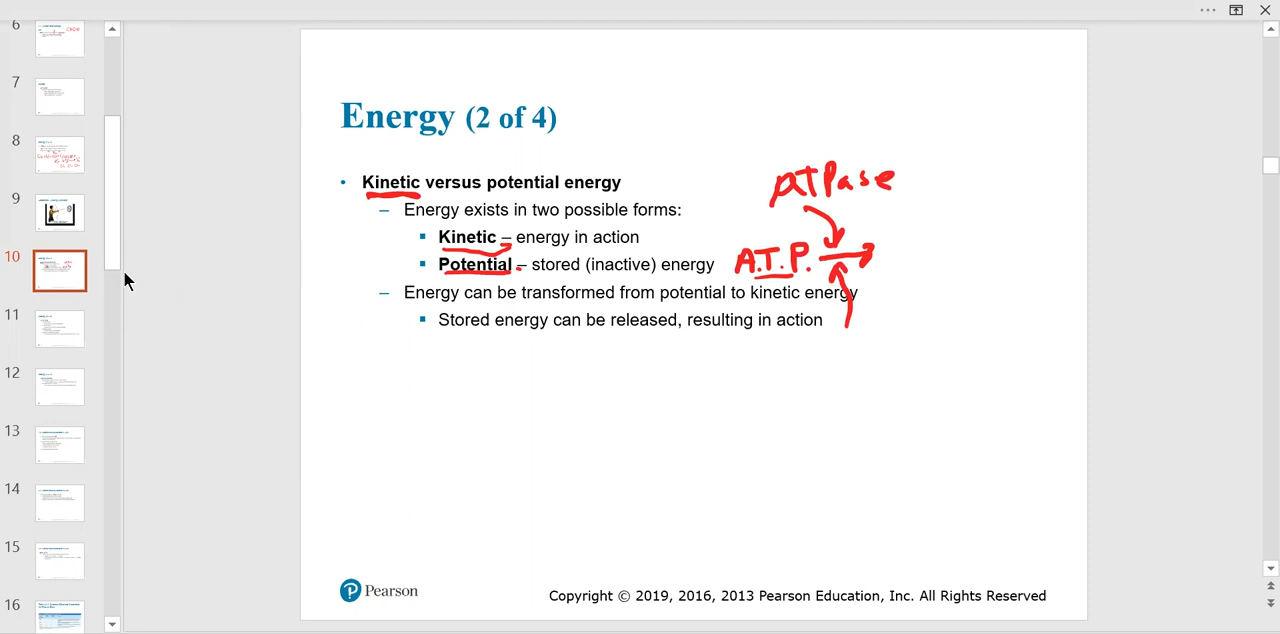 6
7
8
9
10
11
12
13
14
15
16
Energy (2 of 4)
• Kinetic versus potential energy
– Energy exists in two possible forms:
▪ Kinetic – energy in action
▪ Potential – stored (inactive) energy
– Energy can be transformed from potential to kinetic energy
▪ Stored energy can be released, resulting in action
ATPase
A.T.P.
Pearson
Copyright © 2019, 2016, 2013 Pearson Education, Inc. All Rights Reserved